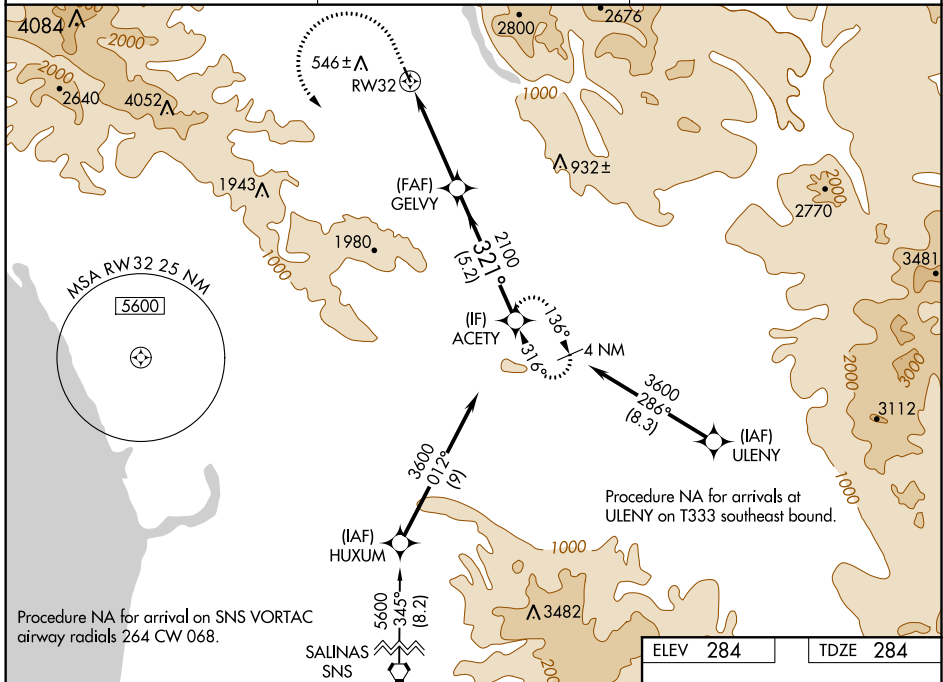 4084
2000
2800
2676
546±
RW32
2000
2640
4052
1000
932±
2000
2770
1943
(FAF)
GELVY
1980
1000
2100
321°
(5.2)
3481
MSA RW32 25 NM
5600
(IF)
ACETY
136°
316°
4 NM
2000
3000
3600
286°
(8.3)
3112
(IAF)
ULENY
3600
012°
(9)
1000
Procedure NA for arrivals at
ULENY on T333 southeast bound.
(IAF)
HUXUM
1000
5600
345°
(8.2)
3482
Procedure NA for arrival on SNS VORTAC
airway radials 264 CW 068.
SALINAS
SNS
ELEV 284
TDZE 284